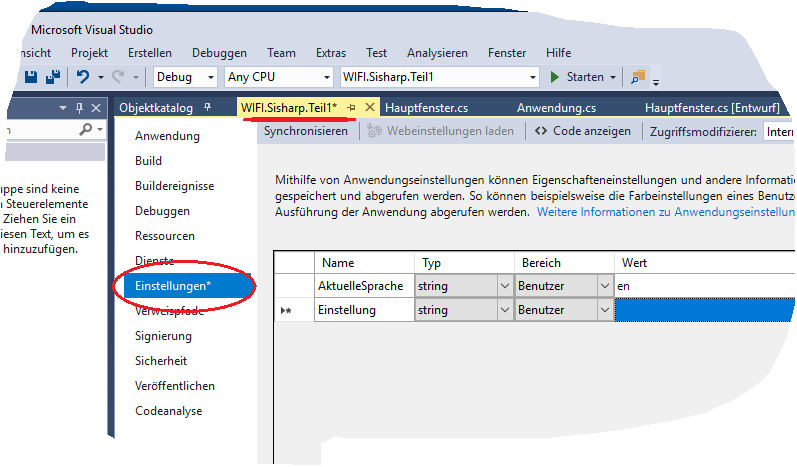 Microsoft Visual Studio
nsicht Projekt Erstellen Debuggen Team Extras Test Analysieren Fenster Hilfe
Debug Any CPU WIFI.Sisharp.Teil1 Starten
Objektkatalog WIFI.Sisharp.Teil1* Hauptfenster.cs Anwendung.cs Hauptfenster.cs [Entwurf]
Synchronisieren Webeinstellungen laden <> Code anzeigen Zugriffsmodifizierer: Intern
uppe sind keine
n Steuerelemente
Ziehen Sie ein
iesen Text, um es
hinzuzufügen.
Anwendung
Build
Buildereignisse
Debuggen
Ressourcen
Dienste
Einstellungen*
Verweispfade
Signierung
Sicherheit
Veröffentlichen
Codeanalyse
Mithilfe von Anwendungseinstellungen können Eigenschafteneinstellungen und andere Informatio
gespeichert und abgerufen werden. So können beispielsweise die Farbeinstellungen eines Benutz
Ausführung der Anwendung abgerufen werden. Weitere Informationen zu Anwendungseinstellun
Name Typ Bereich Wert
AktuelleSprache string Benutzer en
Einstellung string Benutzer